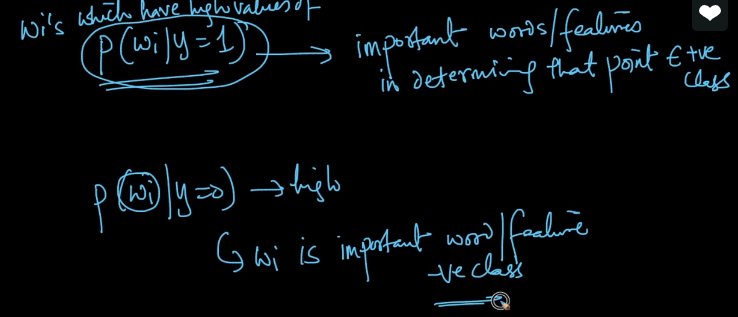 wi's which have high values of
P(wi|y=1) → important words/features
in determining that point ∈ +ve
class
P(wi|y=0) → high
↳ wi is important word/feature
-ve class